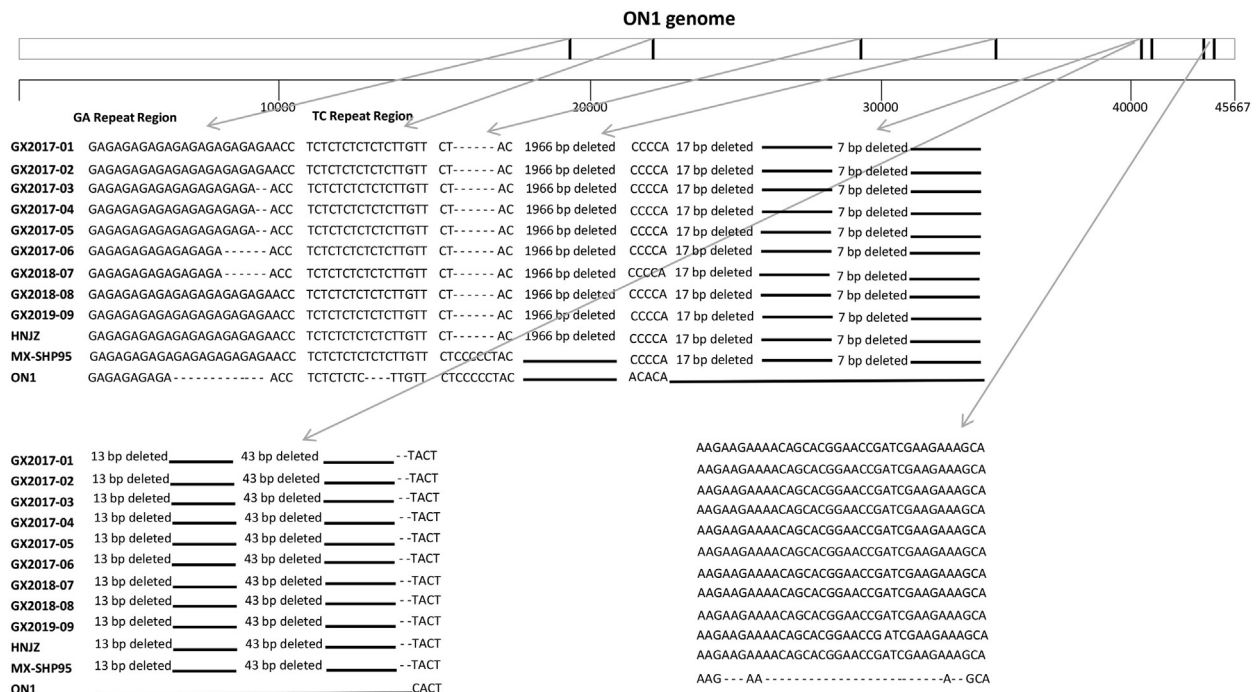 ON1 genome
10000 20000 30000 40000 45667
GA Repeat Region TC Repeat Region
GX2017-01 GAGAGAGAGAGAGAGAGAGAGAACC TCTCTCTCTCTCTTGTT CT------AC 1966 bp deleted CCCCA 17 bp deleted 7 bp deleted
GX2017-02 GAGAGAGAGAGAGAGAGAGAGAACC TCTCTCTCTCTCTTGTT CT------AC 1966 bp deleted CCCCA 17 bp deleted 7 bp deleted
GX2017-03 GAGAGAGAGAGAGAGAGAGA--ACC TCTCTCTCTCTCTTGTT CT------AC 1966 bp deleted CCCCA 17 bp deleted 7 bp deleted
GX2017-04 GAGAGAGAGAGAGAGAGAGA--ACC TCTCTCTCTCTCTTGTT CT------AC 1966 bp deleted CCCCA 17 bp deleted 7 bp deleted
GX2017-05 GAGAGAGAGAGAGAGAGAGA--ACC TCTCTCTCTCTCTTGTT CT------AC 1966 bp deleted CCCCA 17 bp deleted 7 bp deleted
GX2017-06 GAGAGAGAGAGAGAGA------ACC TCTCTCTCTCTCTTGTT CT------AC 1966 bp deleted CCCCA 17 bp deleted 7 bp deleted
GX2018-07 GAGAGAGAGAGAGAGA------ACC TCTCTCTCTCTCTTGTT CT------AC 1966 bp deleted CCCCA 17 bp deleted 7 bp deleted
GX2018-08 GAGAGAGAGAGAGAGAGAGAGAACC TCTCTCTCTCTCTTGTT CT------AC 1966 bp deleted CCCCA 17 bp deleted 7 bp deleted
GX2019-09 GAGAGAGAGAGAGAGAGAGAGAACC TCTCTCTCTCTCTTGTT CT------AC 1966 bp deleted CCCCA 17 bp deleted 7 bp deleted
HNJZ GAGAGAGAGAGAGAGAGAGAGAACC TCTCTCTCTCTCTTGTT CT------AC 1966 bp deleted CCCCA 17 bp deleted 7 bp deleted
MX-SHP95 GAGAGAGAGAGAGAGAGAGAGAACC TCTCTCTCTCTCTTGTT CTCCCCCTAC CCCCA 17 bp deleted 7 bp deleted
ON1 GAGAGAGAGA------------ACC TCTCTCTC----TTGTT CTCCCCCTAC ACACA
GX2017-01 13 bp deleted 43 bp deleted --TACT AAGAAGAAAACAGCACGGAACCGATCGAAGAAAGCA
GX2017-02 13 bp deleted 43 bp deleted --TACT AAGAAGAAAACAGCACGGAACCGATCGAAGAAAGCA
GX2017-03 13 bp deleted 43 bp deleted --TACT AAGAAGAAAACAGCACGGAACCGATCGAAGAAAGCA
GX2017-04 13 bp deleted 43 bp deleted --TACT AAGAAGAAAACAGCACGGAACCGATCGAAGAAAGCA
GX2017-05 13 bp deleted 43 bp deleted --TACT AAGAAGAAAACAGCACGGAACCGATCGAAGAAAGCA
GX2017-06 13 bp deleted 43 bp deleted --TACT AAGAAGAAAACAGCACGGAACCGATCGAAGAAAGCA
GX2018-07 13 bp deleted 43 bp deleted --TACT AAGAAGAAAACAGCACGGAACCGATCGAAGAAAGCA
GX2018-08 13 bp deleted 43 bp deleted --TACT AAGAAGAAAACAGCACGGAACCGATCGAAGAAAGCA
GX2019-09 13 bp deleted 43 bp deleted --TACT AAGAAGAAAACAGCACGGAACCGATCGAAGAAAGCA
HNJZ 13 bp deleted 43 bp deleted --TACT AAGAAGAAAACAGCACGGAACCG ATCGAAGAAAGCA
MX-SHP95 13 bp deleted 43 bp deleted --TACT AAGAAGAAAACAGCACGGAACCGATCGAAGAAAGCA
ON1 CACT AAG---AA----------------------A--GCA